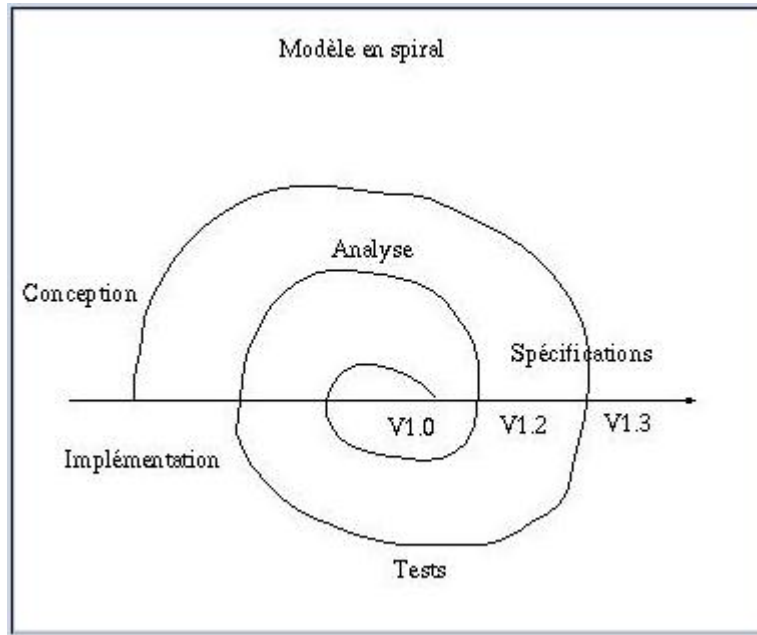 Modèle en spiral
Analyse
Conception
Spécifications
V1.0
V1.2
V1.3
Implémentation
Tests